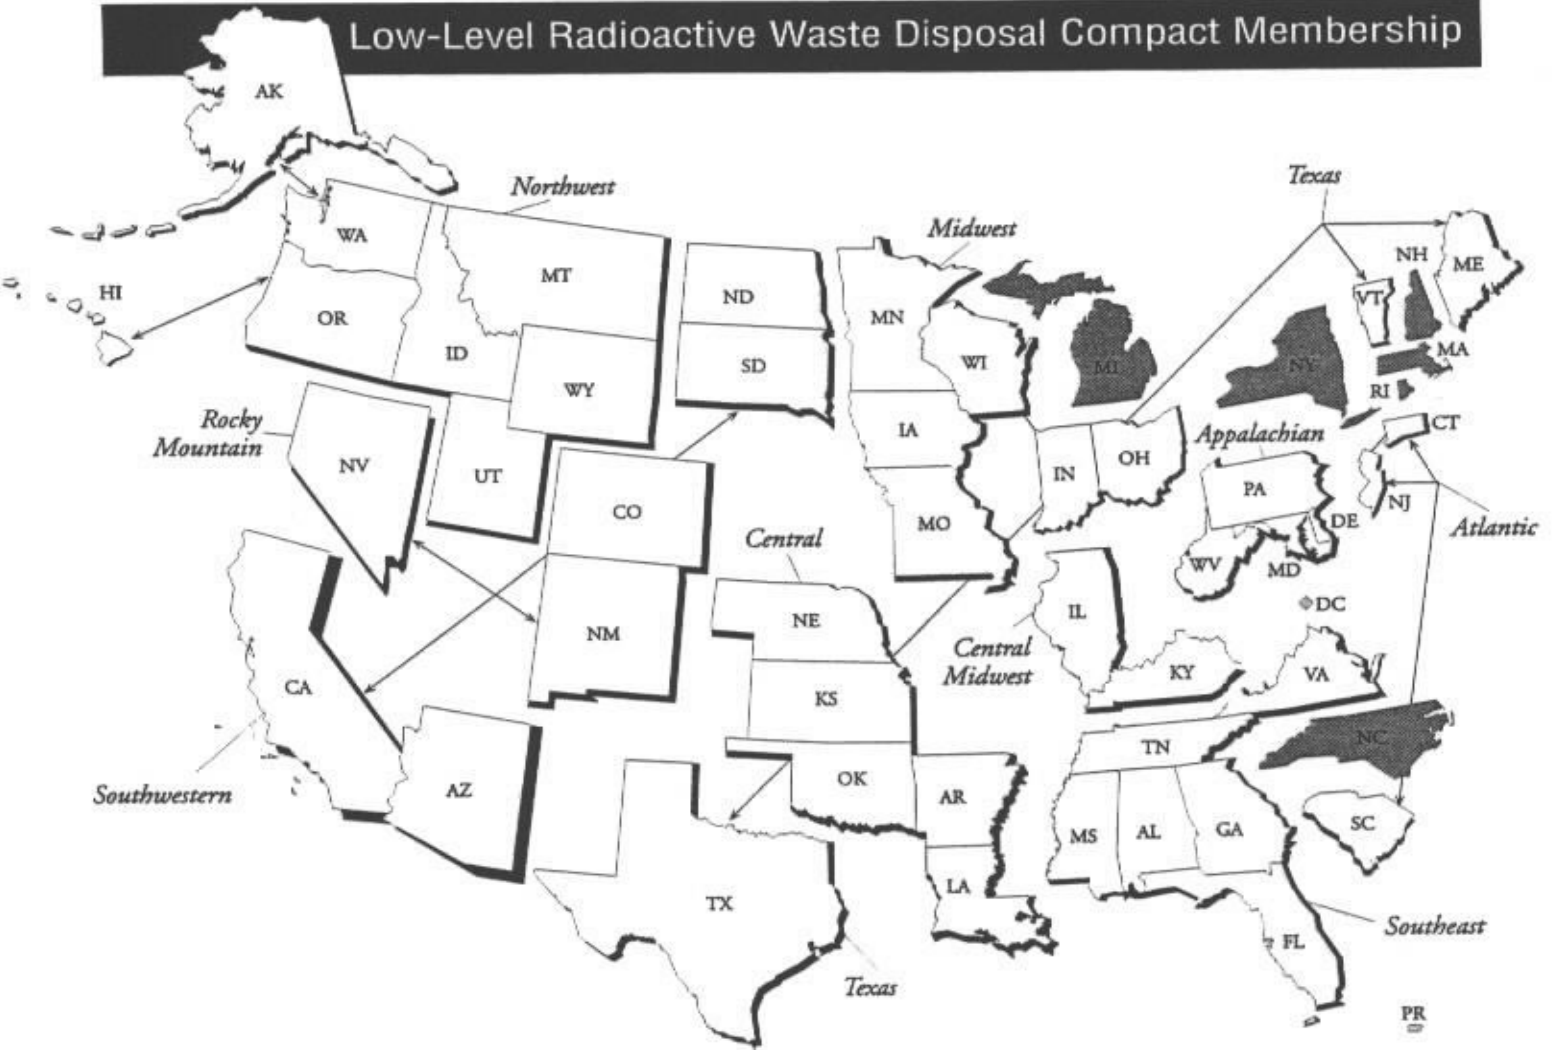 Low-Level Radioactive Waste Disposal Compact Membership
AK
Northwest
Texas
Midwest
WA
MT
ND
NH
ME
HI
VT
OR
MN
ID
SD
WI
MI
NY
MA
WY
RI
Rocky
Mountain
IA
CT
Appalachian
NV
UT
IN
OH
PA
NJ
CO
MO
DE
Atlantic
Central
WV
MD
NE
IL
DC
NM
Central
Midwest
KY
VA
CA
KS
TN
NC
Southwestern
AZ
OK
AR
MS
AL
GA
SC
LA
TX
Southeast
FL
Texas
PR